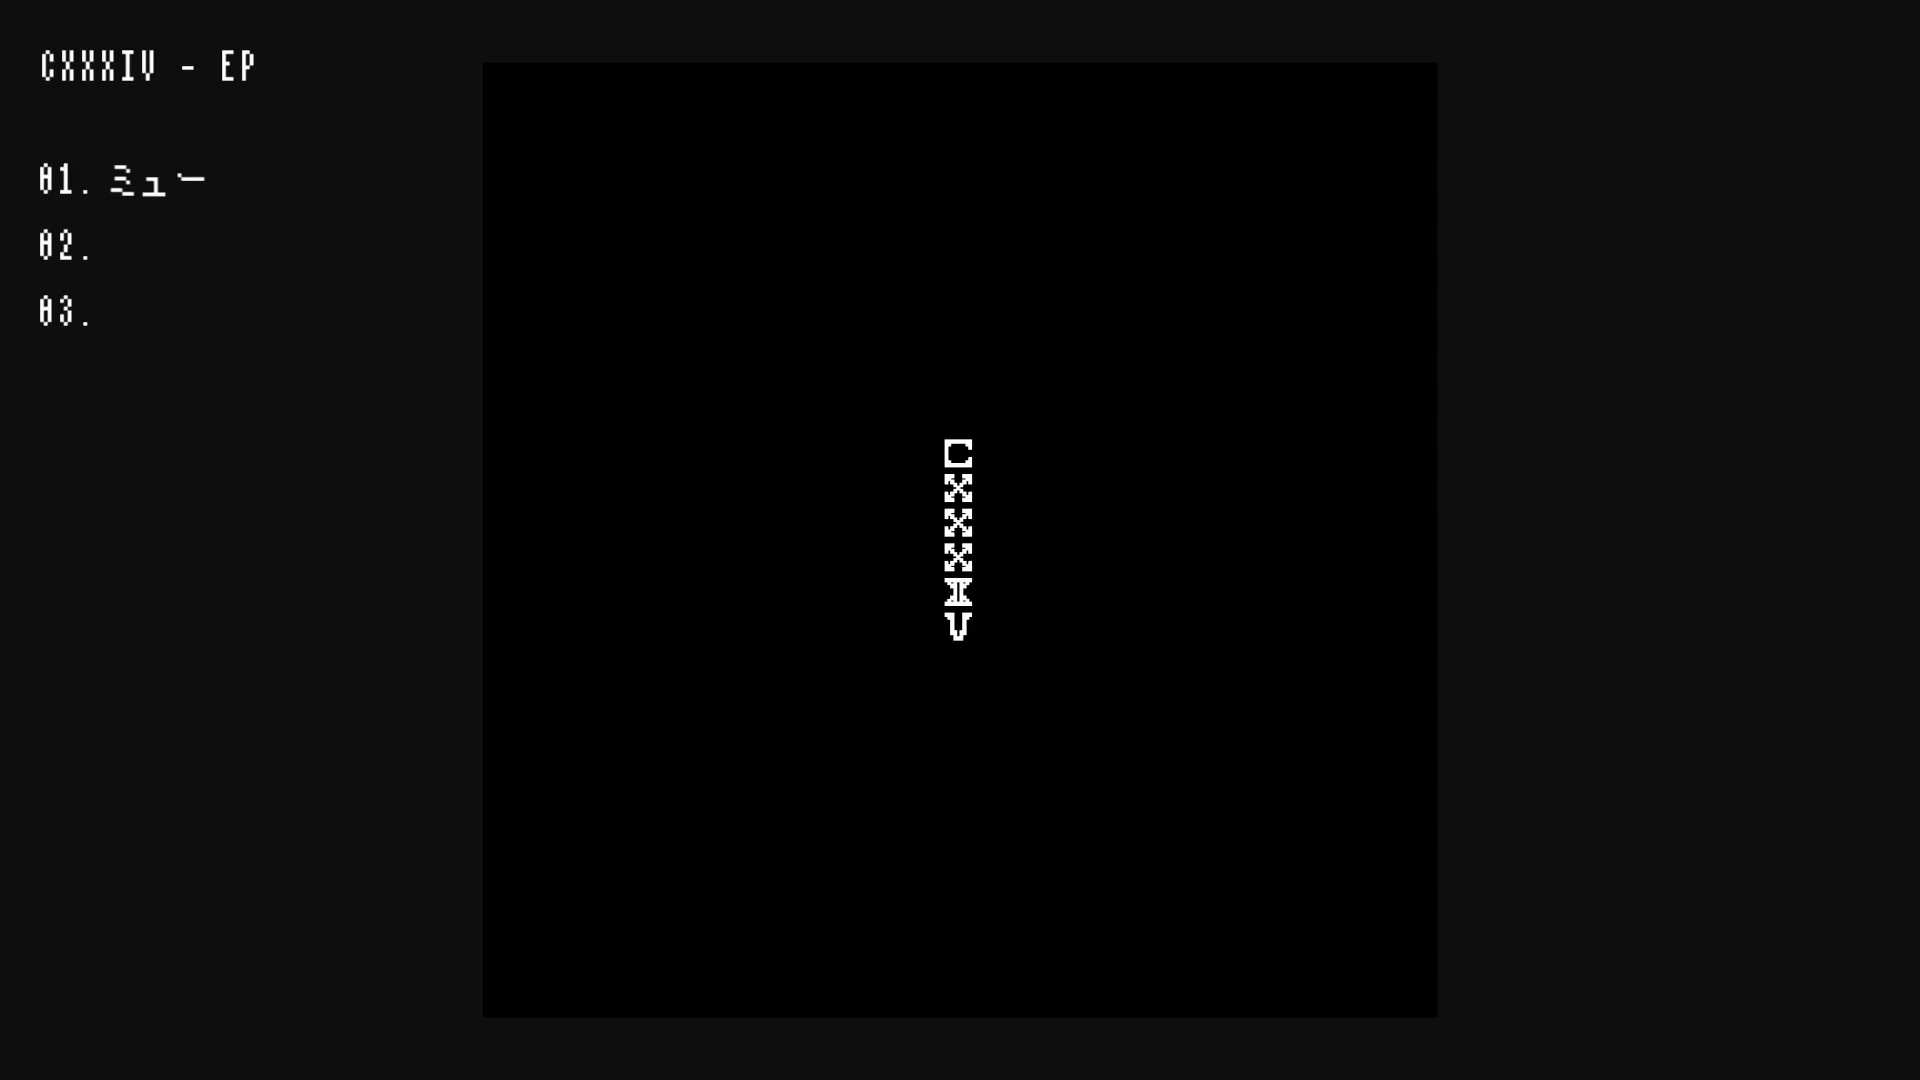 CXXXIV - EP
01. ミュー
02.
03.
C
X
X
X
I
V